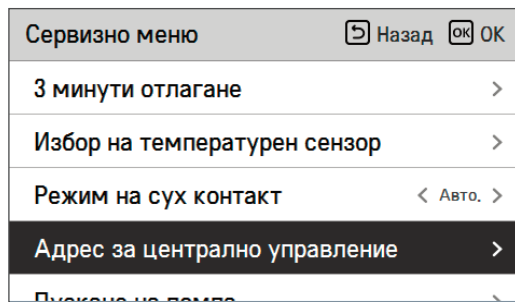 Сервизно меню Назад ок OK
3 минути отлагане
Избор на температурен сензор
Режим на сух контакт < Авто. >
Адрес за централно управление